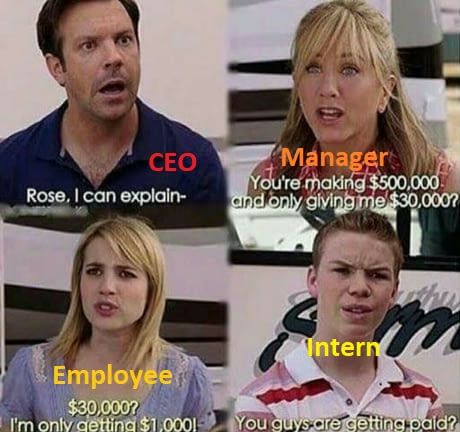 CEO
Rose, I can explain-
Manager
You're making $500,000
and only giving me $30,000?
Employee
$30,000?
I'm only getting $1,000!
Intern
You guys are getting paid?